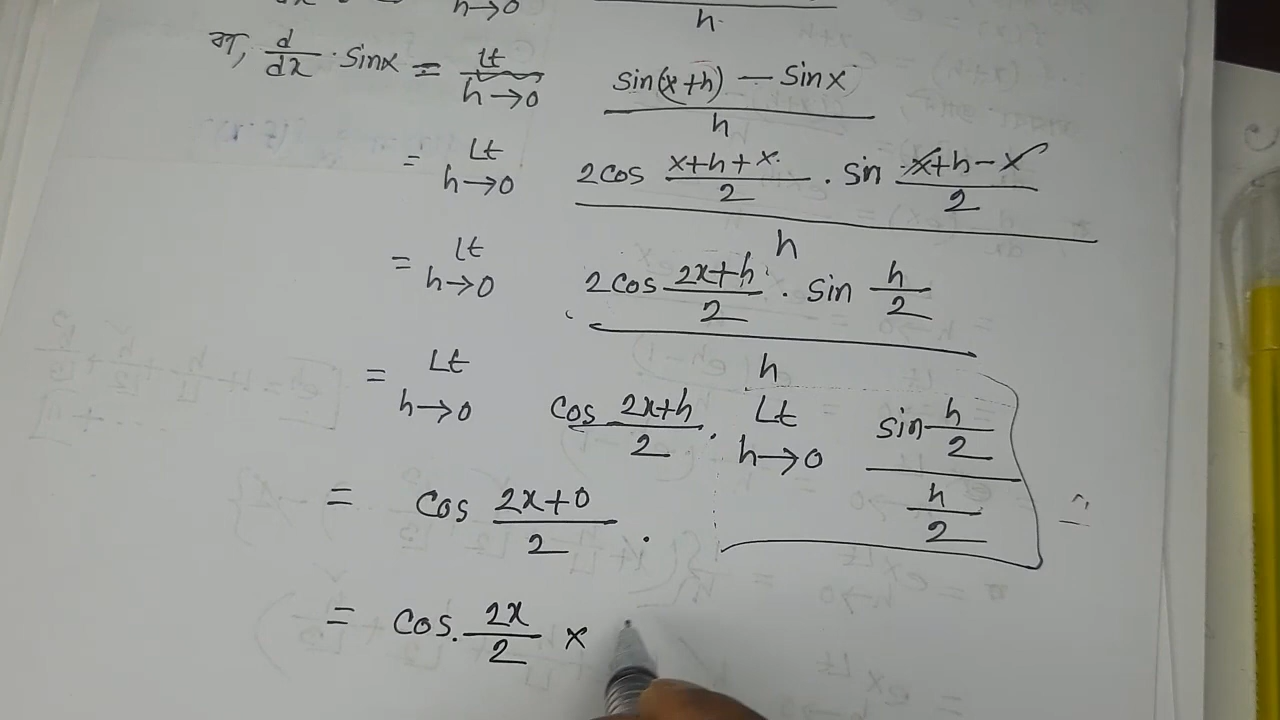 h→0
h
বা, d/dx · Sinx = Lt h→0 sin(x+h) — Sinx / h
= Lt h→0 2cos x+h+x/2 . sin x+h-x/2 / h
= Lt h→0 2cos 2x+h/2 . sin h/2 / h
= Lt h→0 cos 2x+h/2 . Lt h→0 sin h/2 / h/2 =
= cos 2x+0/2 .
= cos. 2x/2 ×